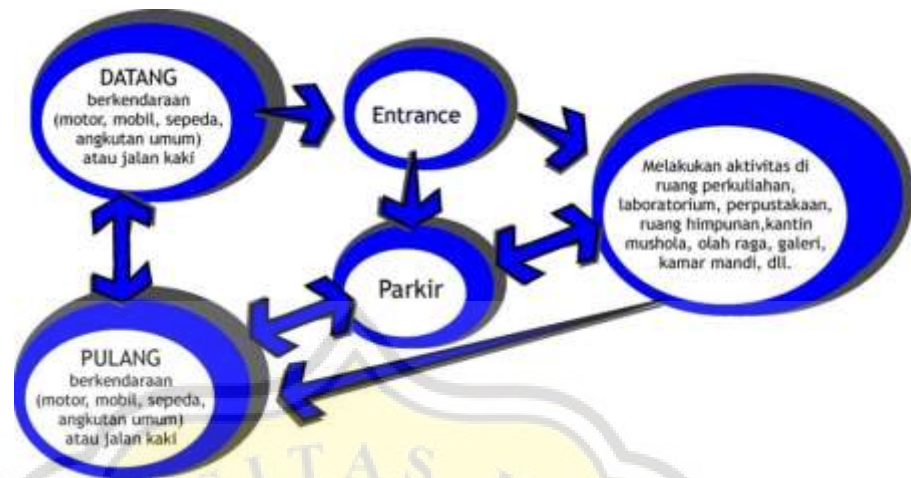 DATANG
berkendaraan
(motor, mobil, sepeda,
angkutan umum)
atau jalan kaki
Entrance
Melakukan aktivitas di
ruang perkuliahan,
laboratorium, perpustakaan,
ruang himpunan,kantin
mushola, olah raga, galeri,
kamar mandi, dll.
Parkir
PULANG
berkendaraan
(motor, mobil, sepeda,
angkutan umum)
atau jalan kaki
ITAS